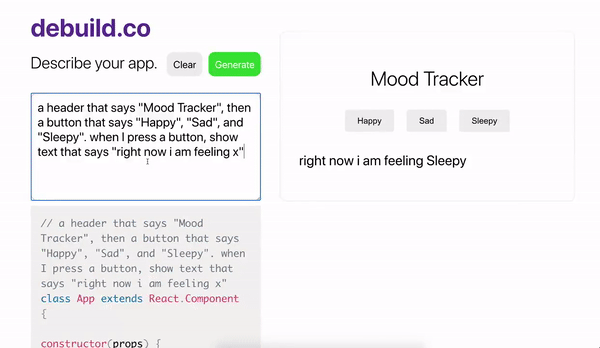 debuild.co
Describe your app.
Clear
Generate
a header that says "Mood Tracker", then
a button that says "Happy", "Sad", and
"Sleepy". when I press a button, show
text that says "right now i am feeling x"
// a header that says "Mood
Tracker", then a button that says
"Happy", "Sad", and "Sleepy". when
I press a button, show text that
says "right now i am feeling x"
class App extends React.Component
{
constructor(props) {
Mood Tracker
Happy
Sad
Sleepy
right now i am feeling Sleepy